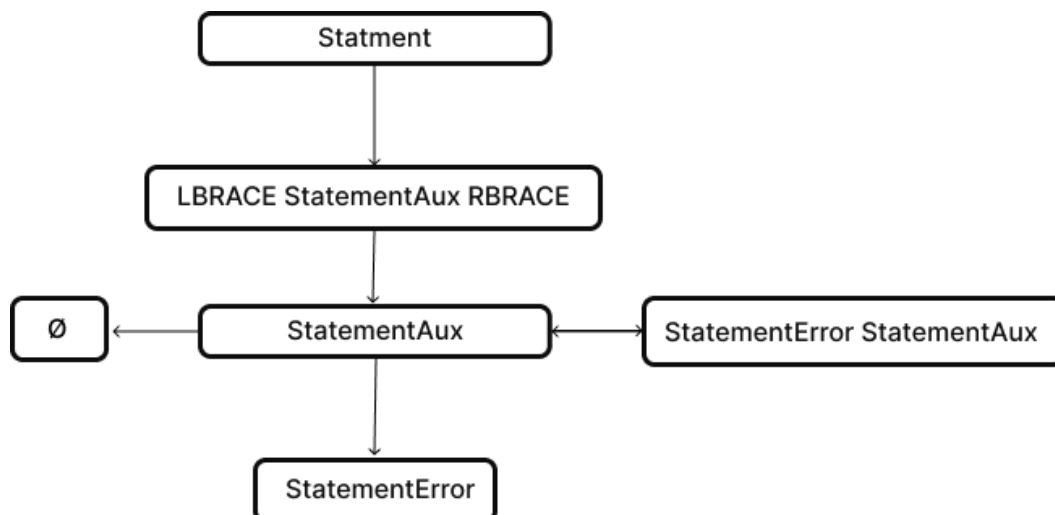 Statment
LBRACE StatementAux RBRACE
Ø
StatementAux
StatementError StatementAux
StatementError